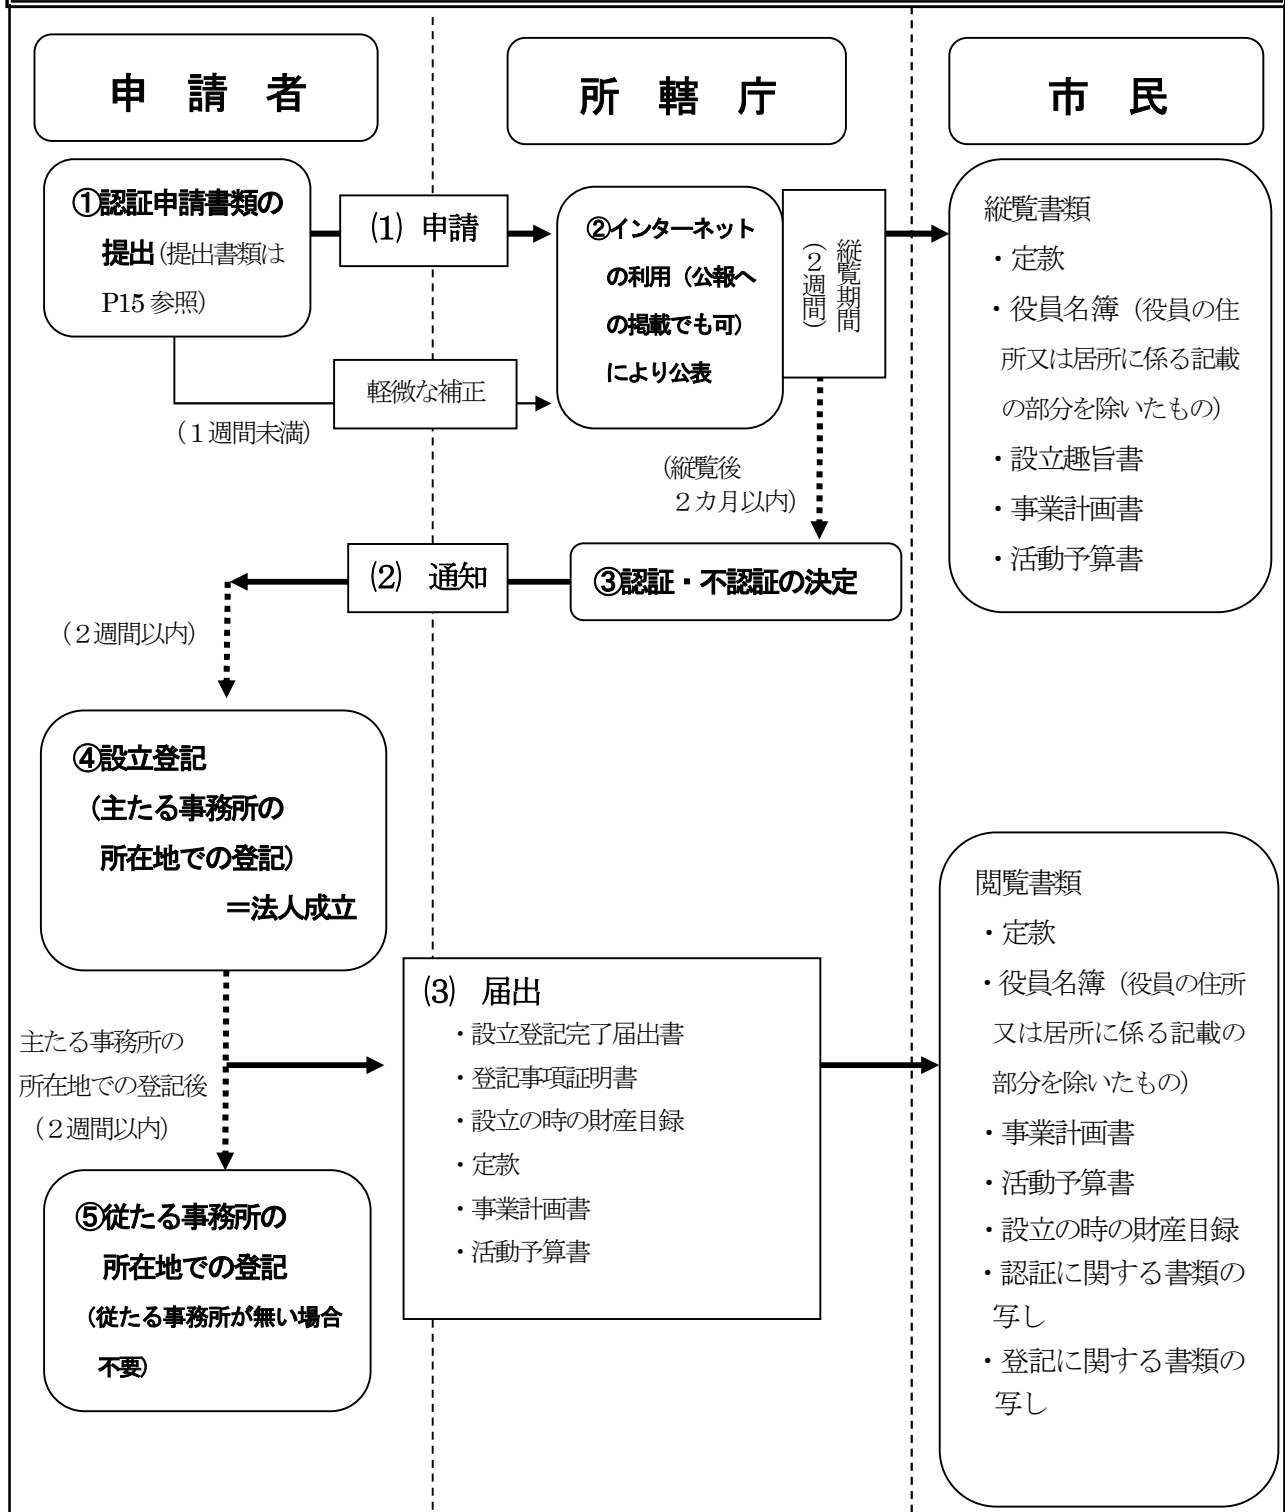 申 請 者
所 轄 庁
市 民
①認証申請書類の
提出(提出書類は
P15 参照)
(1) 申請
②インターネット
の利用（公報へ
の掲載でも可）
により公表
縦覧期間
（２週間）
縦覧書類
・定款
・役員名簿（役員の住
所又は居所に係る記載
の部分を除いたもの）
・設立趣旨書
・事業計画書
・活動予算書
軽微な補正
（１週間未満）
(縦覧後
２カ月以内)
(2) 通知
③認証・不認証の決定
（２週間以内）
④設立登記
（主たる事務所の
所在地での登記）
＝法人成立
主たる事務所の
所在地での登記後
（２週間以内）
(3) 届出
・設立登記完了届出書
・登記事項証明書
・設立の時の財産目録
・定款
・事業計画書
・活動予算書
閲覧書類
・定款
・役員名簿（役員の住所
又は居所に係る記載の
部分を除いたもの）
・事業計画書
・活動予算書
・設立の時の財産目録
・認証に関する書類の
写し
・登記に関する書類の
写し
⑤従たる事務所の
所在地での登記
（従たる事務所が無い場合
不要）